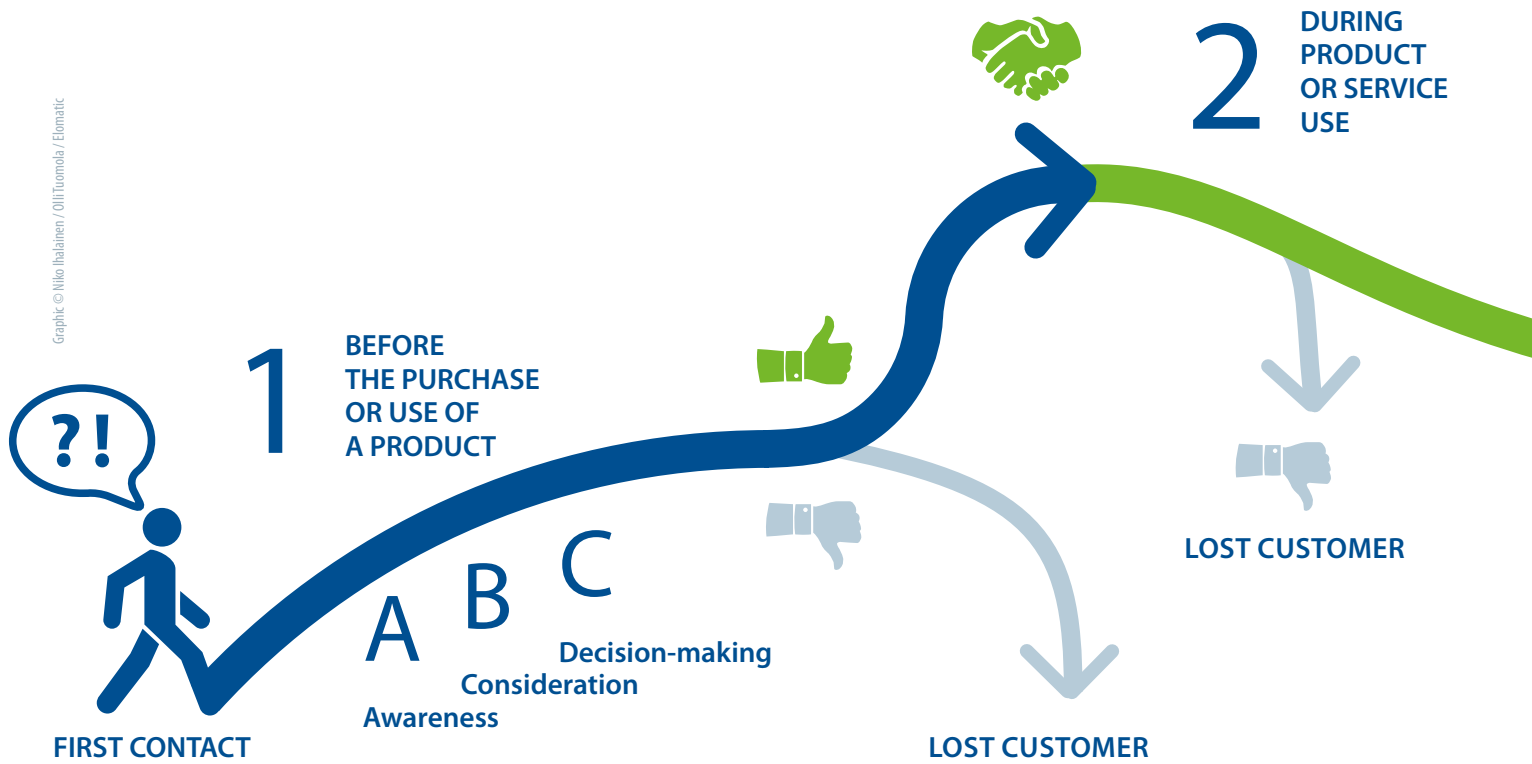 Graphic © Niko Ihalainen / Olli Tuomola / Elomatic
?!
1
BEFORE
THE PURCHASE
OR USE OF
A PRODUCT
2
DURING
PRODUCT
OR SERVICE
USE
A
B
C
Awareness
Consideration
Decision-making
FIRST CONTACT
LOST CUSTOMER
LOST CUSTOMER